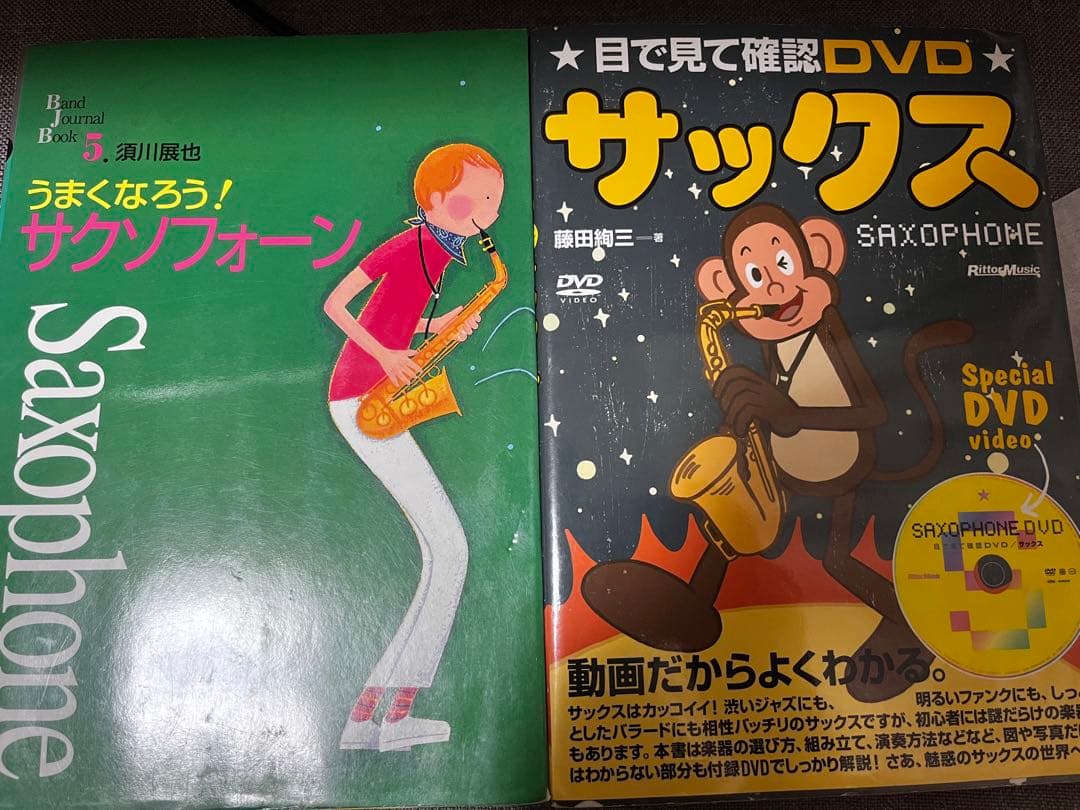 Band
Journal
Book 5. 須川展也
うまくなろう!
サクソフォーン
Saxophone
★目で見て確認DVD★
サックス
藤田絢三―著
SAXOPHONE
Rittor Music
DVD
VIDEO
Special
DVD
video
SAXOPHONE DVD
目で見て確認DVD/サックス
Rittor Music
動画だからよくわかる。
サックスはカッコイイ! 渋いジャズにも、明るいファンクにも、しっ
としたバラードにも相性バッチリのサックスですが、初心者には謎だらけの楽器
もあります。本書は楽器の選び方、組み立て、演奏方法などなど、図や写真だけ
はわからない部分も付録DVDでしっかり解説! さあ、魅惑のサックスの世界へ